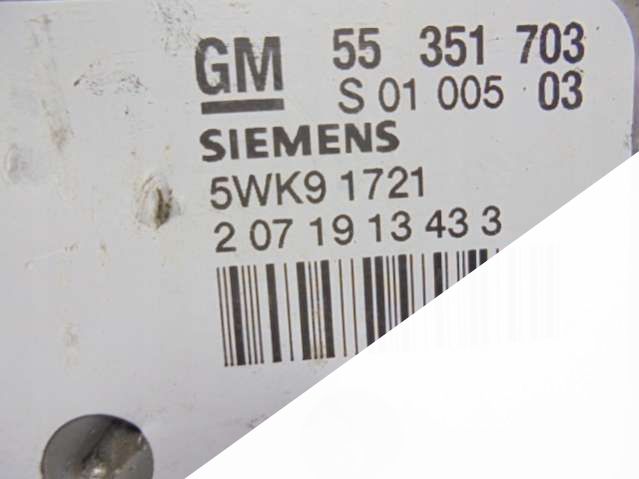 GM 55 351 703
S 01 005 03
SIEMENS
5WK9 1721
2 07 19 13 43 3